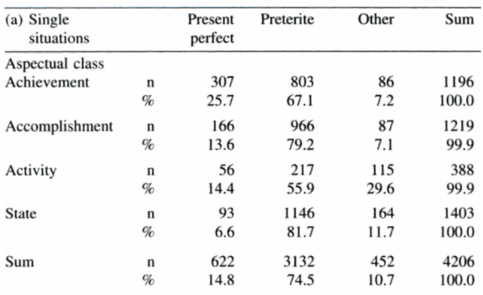 (a) Single Present Preterite Other Sum
situations perfect
Aspectual class
Achievement n 307 803 86 1196
% 25.7 67.1 7.2 100.0
Accomplishment n 166 966 87 1219
% 13.6 79.2 7.1 99.9
Activity n 56 217 115 388
% 14.4 55.9 29.6 99.9
State n 93 1146 164 1403
% 6.6 81.7 11.7 100.0
Sum n 622 3132 452 4206
% 14.8 74.5 10.7 100.0